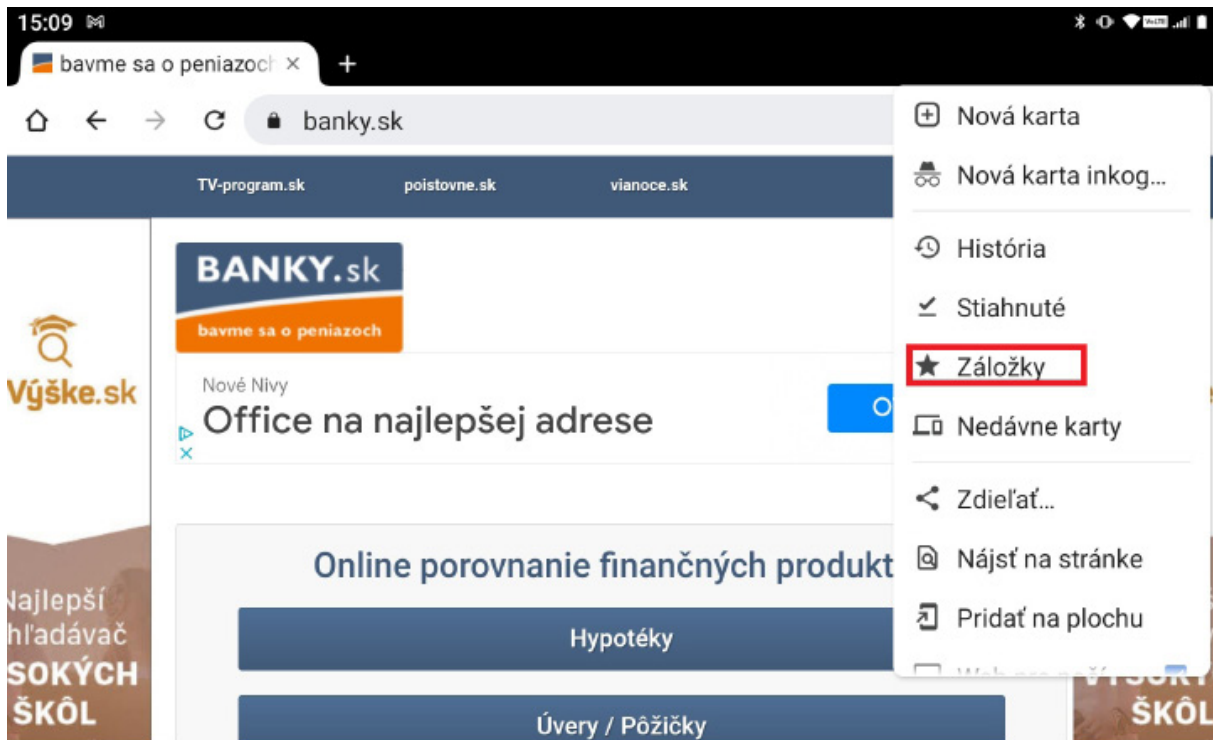 15:09
bavme sa o peniazoch
banky.sk
TV-program.sk poistovne.sk vianoce.sk
BANKY.sk
bavme sa o peniazoch
Výške.sk
Nové Nivy
Office na najlepšej adrese
Online porovnanie finančných produkt
Hypotéky
Úvery / Pôžičky
Najlepší
hľadávač
SOKÝCH
ŠKÔL
Nová karta
Nová karta inkog...
História
Stiahnuté
Záložky
Nedávne karty
Zdieľať...
Nájsť na stránke
Pridať na plochu
ŠKÔL